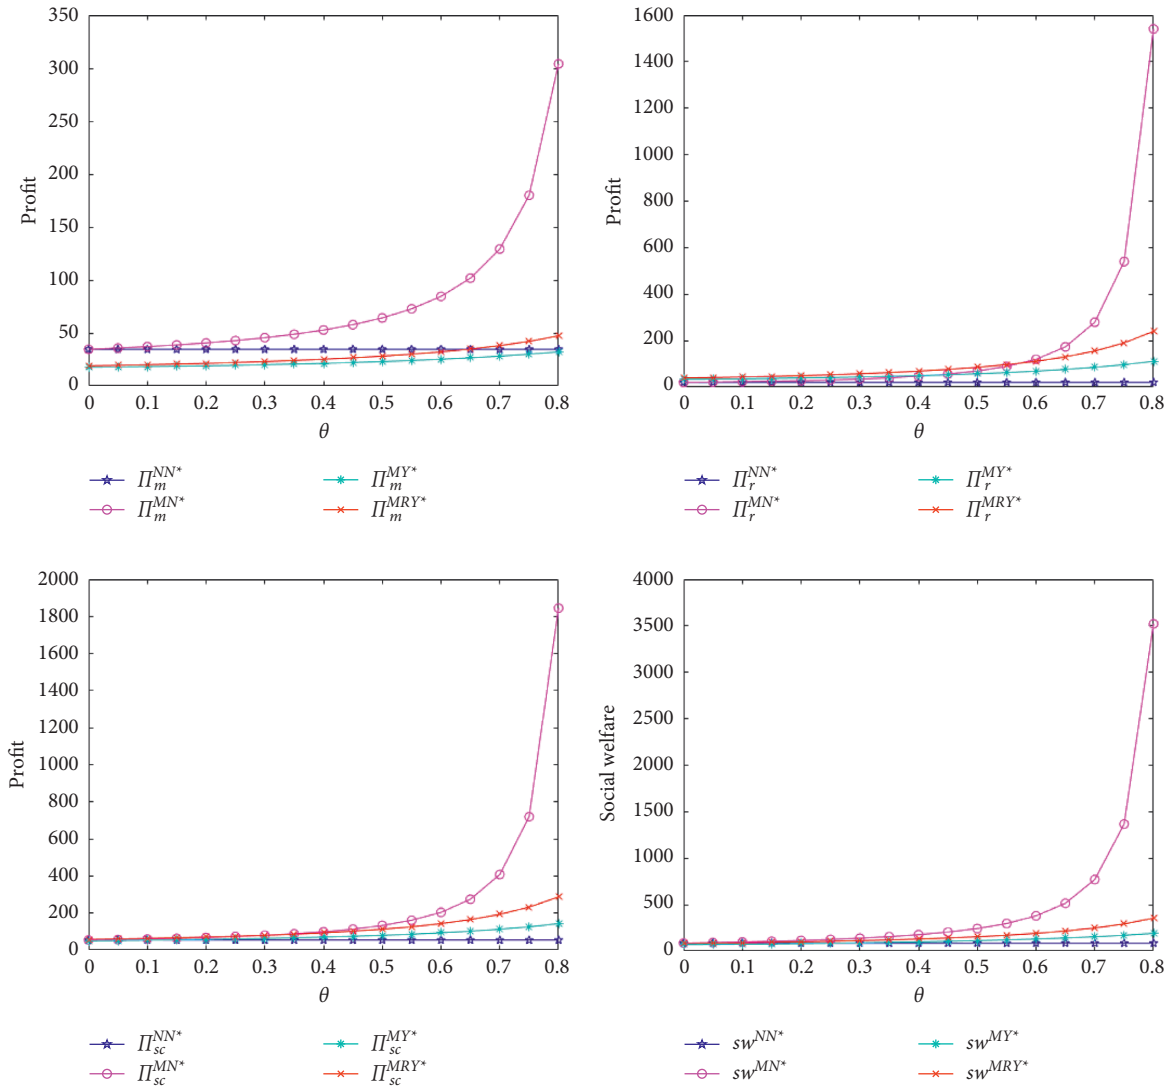 350
300
250
200
150
100
50
0
Profit
0 0.1 0.2 0.3 0.4 0.5 0.6 0.7 0.8
θ
Π_m^{NN*} Π_m^{MY*}
Π_m^{MN*} Π_m^{MRY*}
1600
1400
1200
1000
800
600
400
200
0
Profit
0 0.1 0.2 0.3 0.4 0.5 0.6 0.7 0.8
θ
Π_r^{NN*} Π_r^{MY*}
Π_r^{MN*} Π_r^{MRY*}
2000
1800
1600
1400
1200
1000
800
600
400
200
0
Profit
0 0.1 0.2 0.3 0.4 0.5 0.6 0.7 0.8
θ
Π_{sc}^{NN*} Π_{sc}^{MY*}
Π_{sc}^{MN*} Π_{sc}^{MRY*}
4000
3500
3000
2500
2000
1500
1000
500
0
Social welfare
0 0.1 0.2 0.3 0.4 0.5 0.6 0.7 0.8
θ
sw^{NN*} sw^{MY*}
sw^{MN*} sw^{MRY*}